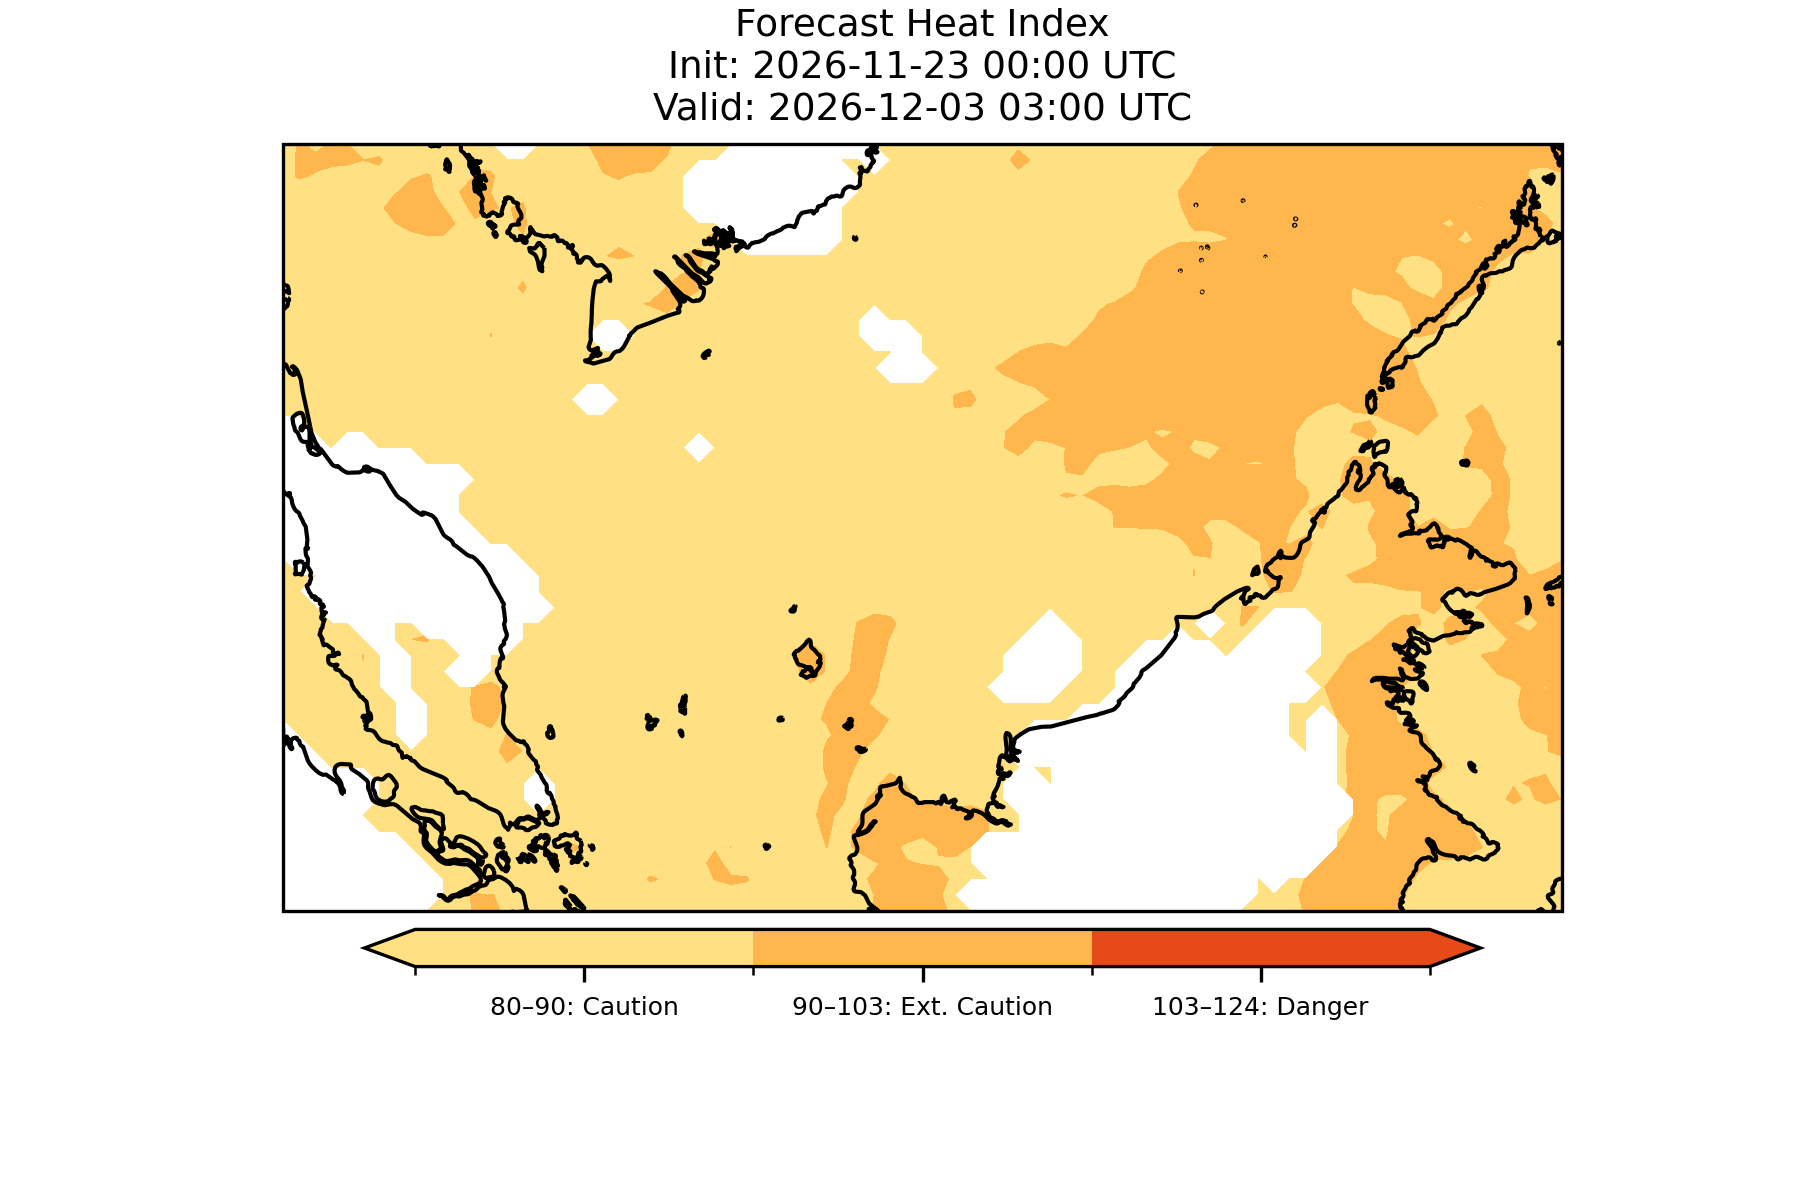 Forecast Heat Index
Init: 2026-11-23 00:00 UTC
Valid: 2026-12-03 03:00 UTC
80–90: Caution
90–103: Ext. Caution
103–124: Danger